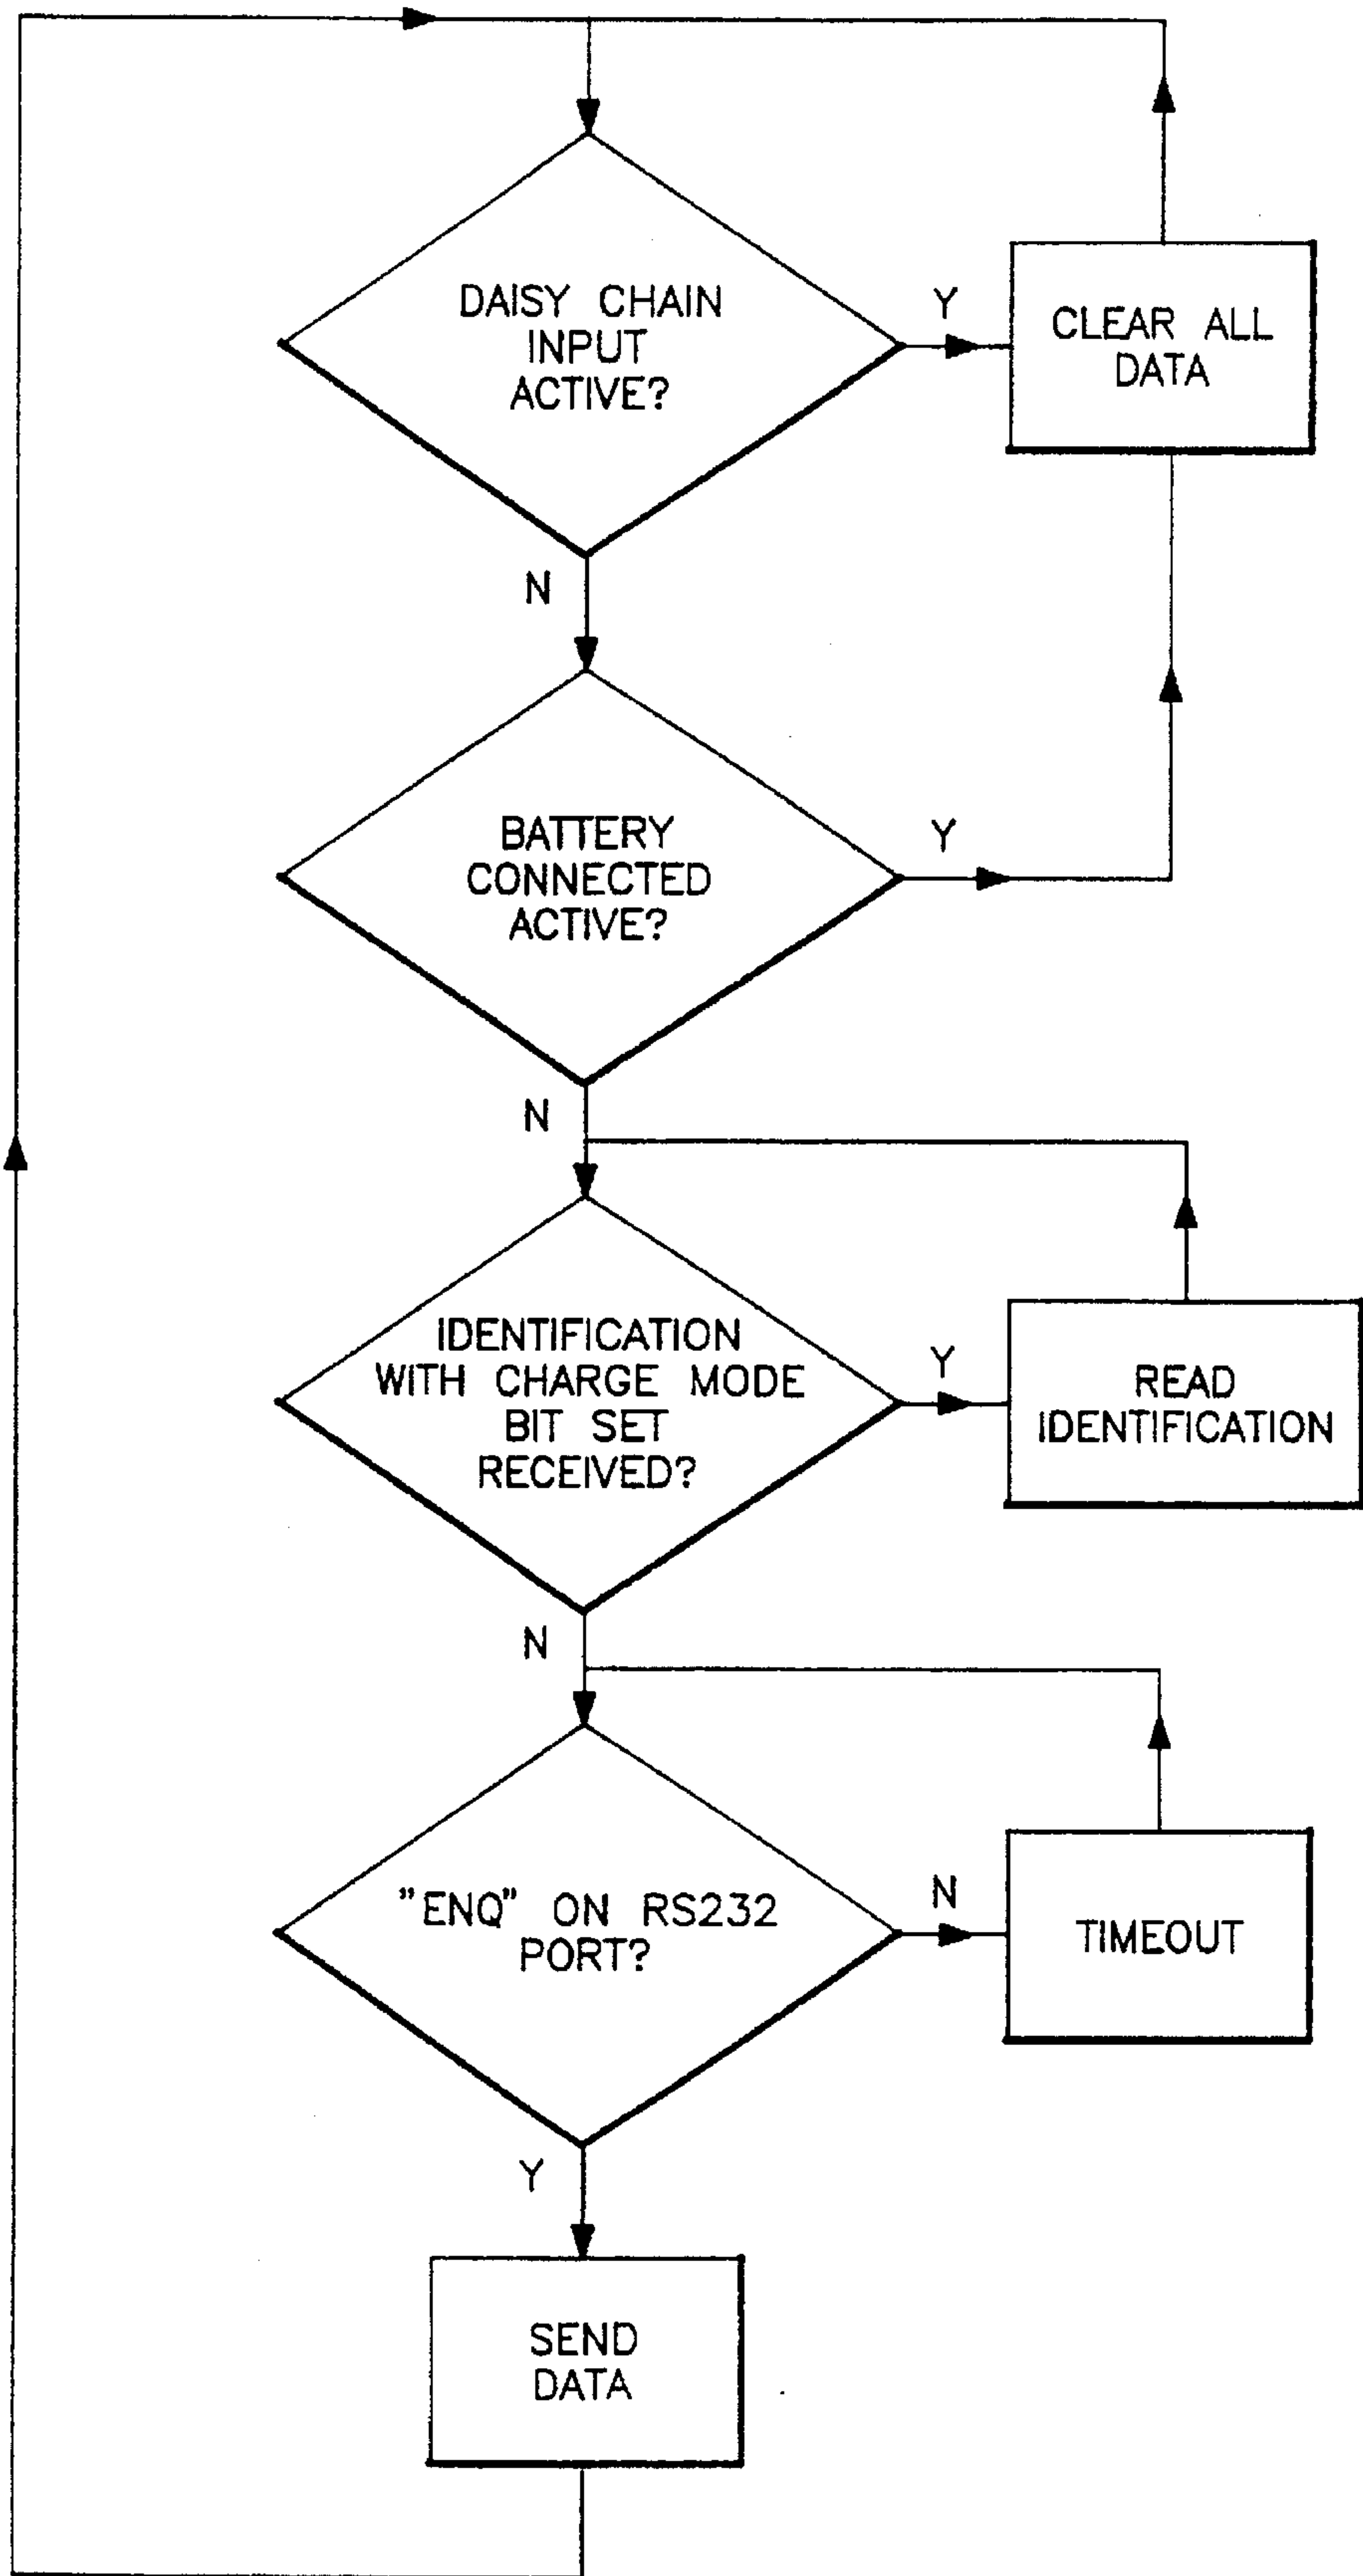 DAISY CHAIN
INPUT
ACTIVE?
Y
CLEAR ALL
DATA
N
BATTERY
CONNECTED
ACTIVE?
Y
N
IDENTIFICATION
WITH CHARGE MODE
BIT SET
RECEIVED?
Y
READ
IDENTIFICATION
N
"ENQ" ON RS232
PORT?
N
TIMEOUT
Y
SEND
DATA